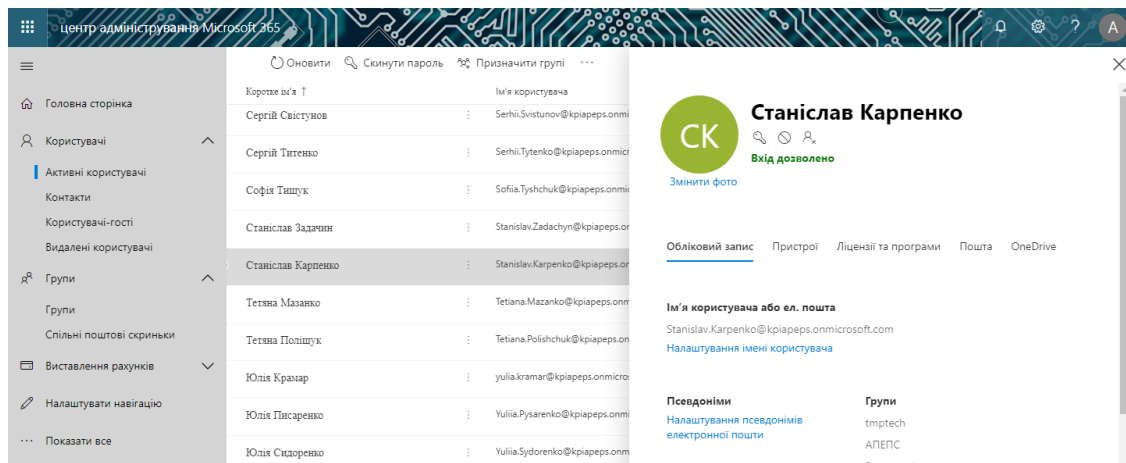 центр адміністрування Microsoft 365
A
Головна сторінка
Користувачі
Активні користувачі
Контакти
Користувачі-гості
Видалені користувачі
Групи
Групи
Спільні поштові скриньки
Виставлення рахунків
Налаштувати навігацію
Показати все
Оновити Скинути пароль Призначити групі
Коротке ім'я ↑ Ім'я користувача
Сергій Свістунов Serhii.Svistunov@kpiapeps.onmi
Сергій Титенко Serhii.Tytenko@kpiapeps.onmicr
Софія Тищук Sofiia.Tyshchuk@kpiapeps.onmi
Станіслав Задачин Stanislav.Zadachyn@kpiapeps.or
Станіслав Карпенко Stanislav.Karpenko@kpiapeps.or
Тетяна Мазанко Tetiana.Mazanko@kpiapeps.onm
Тетяна Поліщук Tetiana.Polishchuk@kpiapeps.on
Юлія Крамар yulia.kramar@kpiapeps.onmicro
Юлія Писаренко Yuliia.Pysarenko@kpiapeps.onmi
Юлія Сидоренко Yuliia.Sydorenko@kpiapeps.onm
СК
Змінити фото
Станіслав Карпенко
Вхід дозволено
Обліковий запис Пристрої Ліцензії та програми Пошта OneDrive
Ім'я користувача або ел. пошта
Stanislav.Karpenko@kpiapeps.onmicrosoft.com
Налаштування імені користувача
Псевдоніми
Налаштування псевдонімів
електронної пошти
Групи
tmptech
АПЕПС